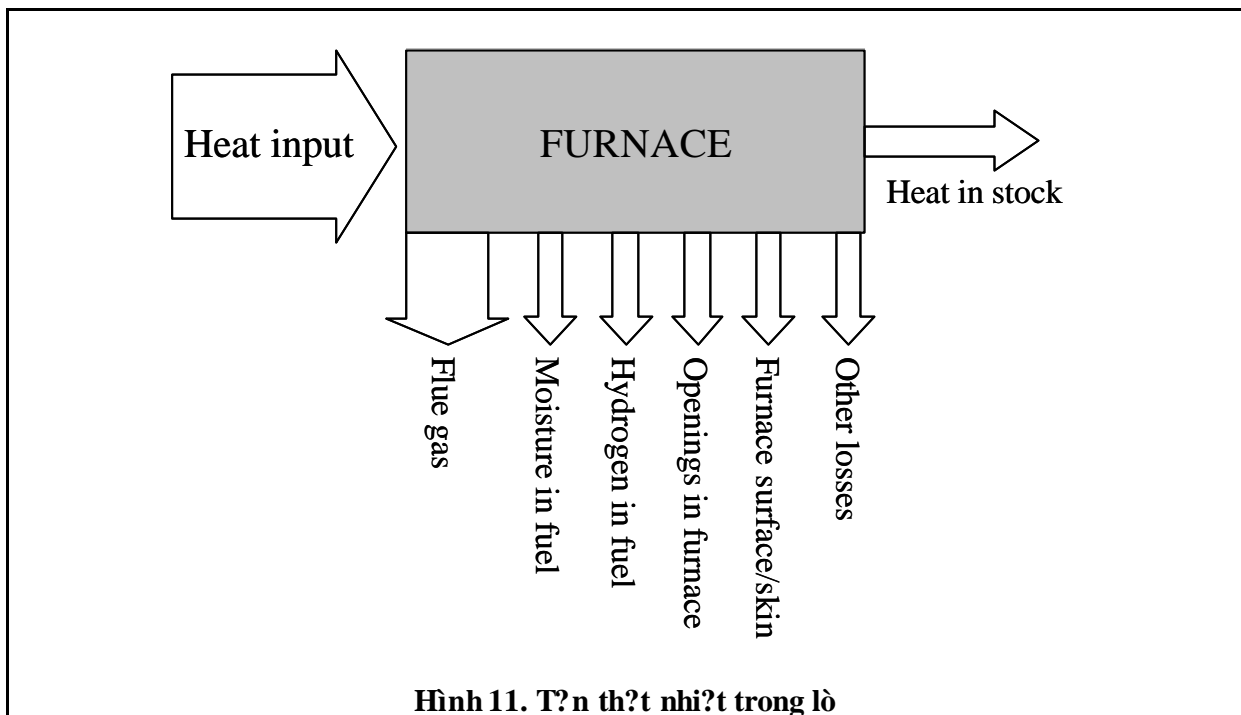 Heat input
FURNACE
Heat in stock
Flue gas
Moisture in fuel
Hydrogen in fuel
Openings in furnace
Furnace surface/skin
Other losses
Hình 11. T?n th?t nhi?t trong lò